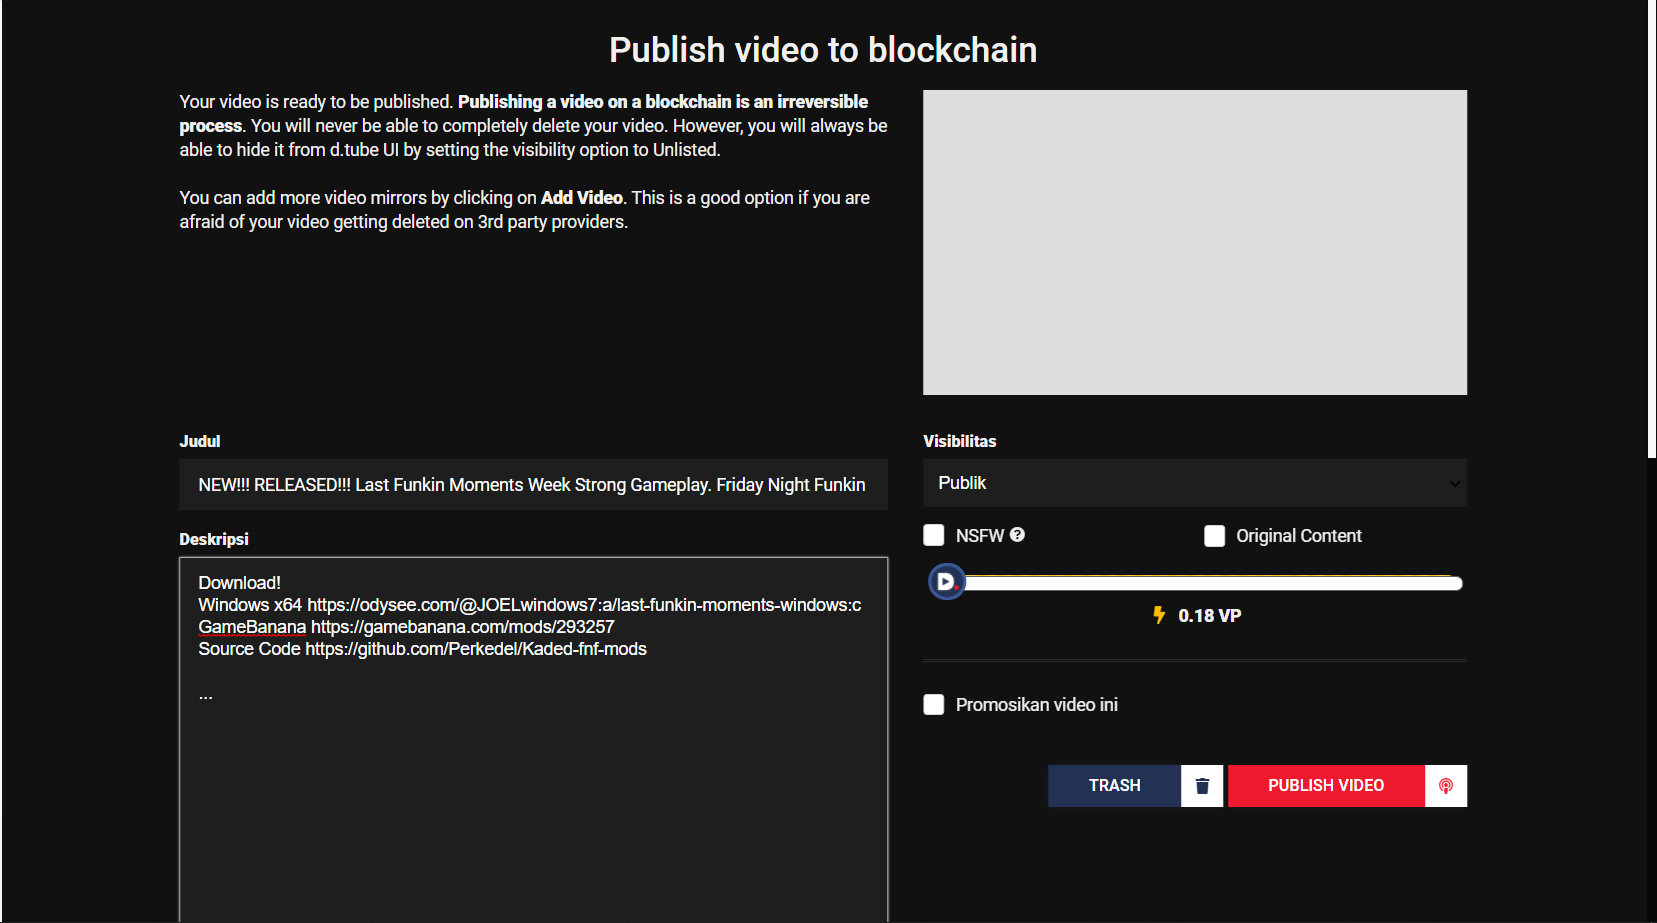 Publish video to blockchain
Your video is ready to be published. Publishing a video on a blockchain is an irreversible
process. You will never be able to completely delete your video. However, you will always be
able to hide it from d.tube UI by setting the visibility option to Unlisted.
You can add more video mirrors by clicking on Add Video. This is a good option if you are
afraid of your video getting deleted on 3rd party providers.
Judul
NEW!!! RELEASED!!! Last Funkin Moments Week Strong Gameplay. Friday Night Funkin
Deskripsi
Download!
Windows x64 https://odysee.com/@JOELwindows7:a/last-funkin-moments-windows:c
GameBanana https://gamebanana.com/mods/293257
Source Code https://github.com/Perkedel/Kaded-fnf-mods
...
Visibilitas
Publik
NSFW ?
Original Content
D
0.18 VP
Promosikan video ini
TRASH
PUBLISH VIDEO